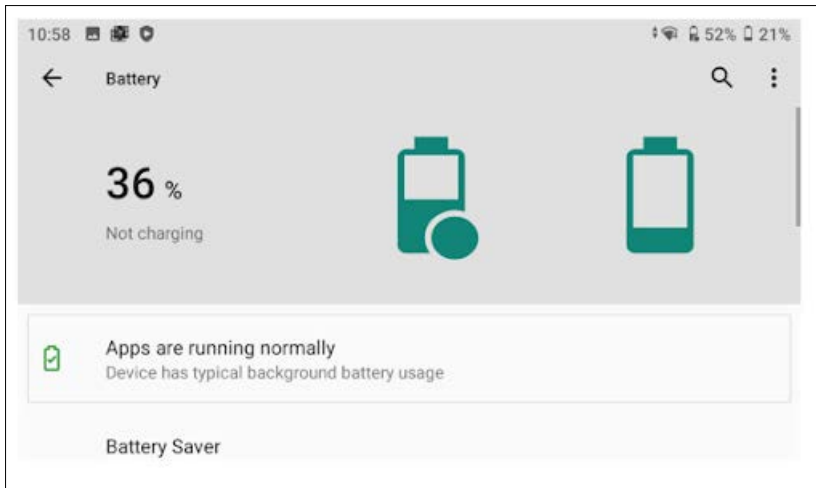 10:58 52% 21%
Battery
36 %
Not charging
Apps are running normally
Device has typical background battery usage
Battery Saver